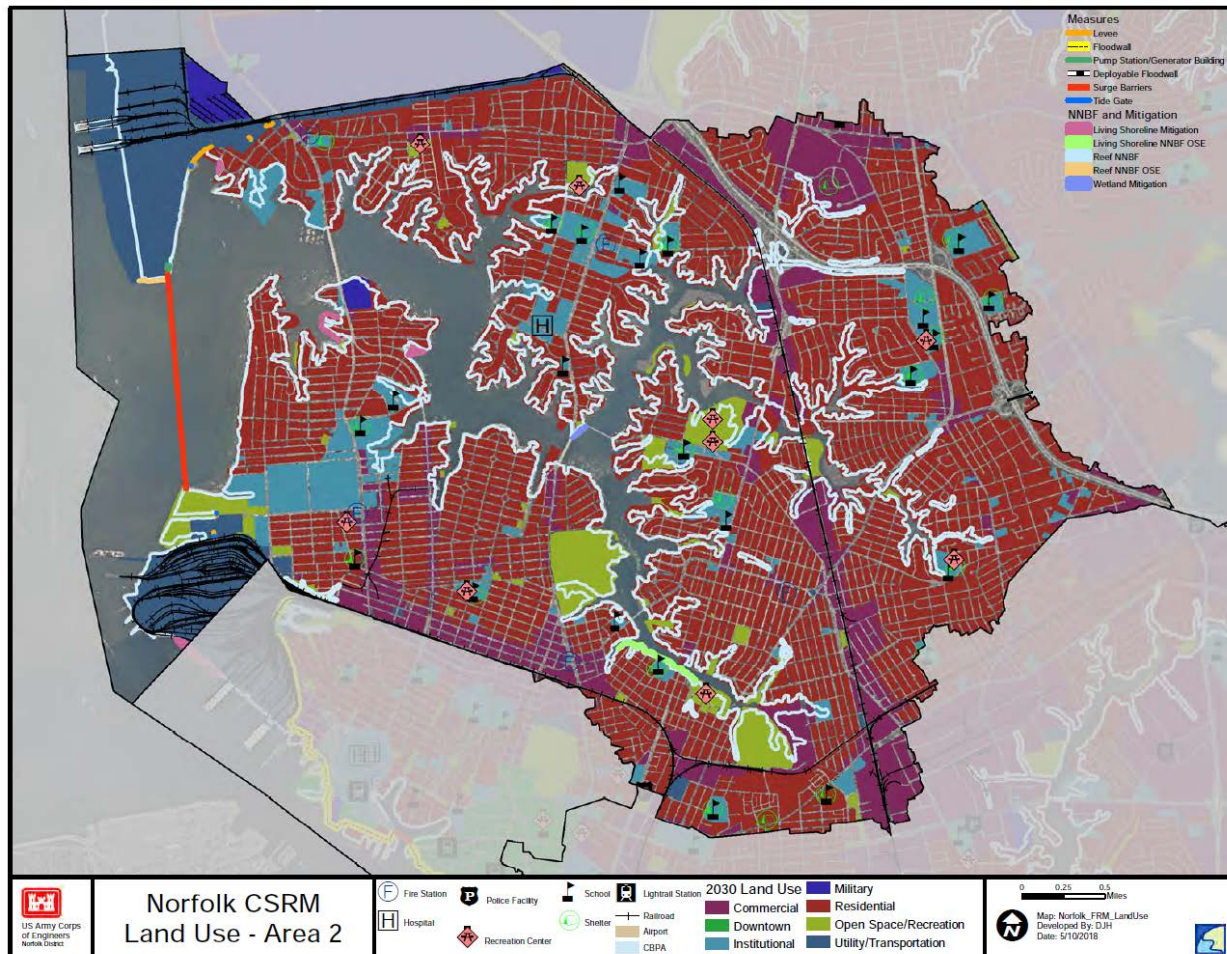 Measures
Levee
Floodwall
Pump Station/Generator Building
Deployable Floodwall
Surge Barriers
Tide Gate
NNBF and Mitigation
Living Shoreline Mitigation
Living Shoreline NNBF OSE
Reef NNBF
Reef NNBF OSE
Wetland Mitigation
H
US Army Corps
of Engineers
Norfolk District
Norfolk CSRM
Land Use - Area 2
F Fire Station
H Hospital
P Police Facility
Recreation Center
School
Shelter
Lightrail Station
Railroad
Airport
CBPA
2030 Land Use
Commercial
Downtown
Institutional
Military
Residential
Open Space/Recreation
Utility/Transportation
0 0.25 0.5
Miles
N
Map: Norfolk_FRM_LandUse
Developed By: DJH
Date: 5/10/2018